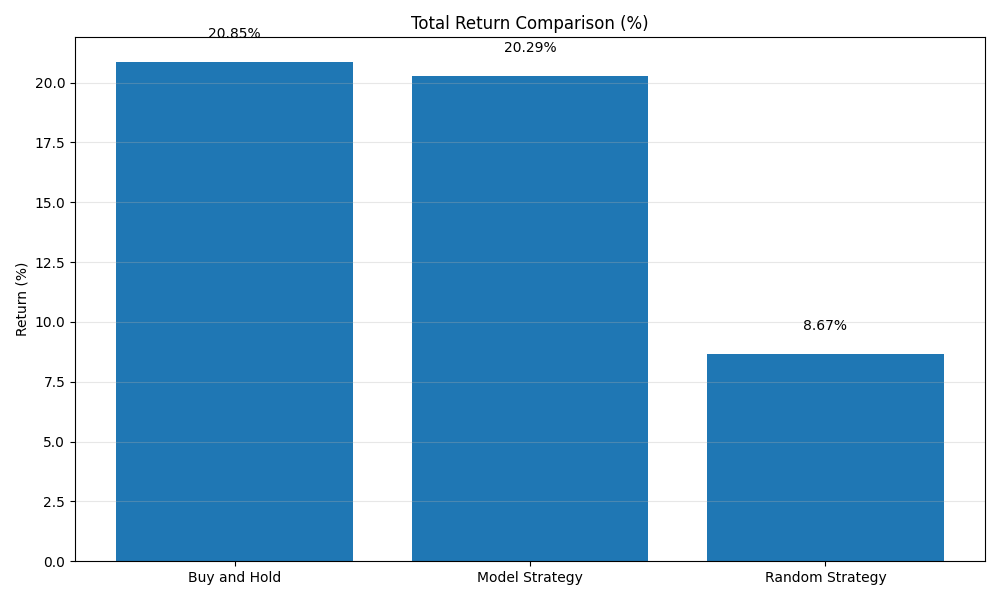 Total Return Comparison (%)
20.85%
20.29%
8.67%
Return (%)
20.0
17.5
15.0
12.5
10.0
7.5
5.0
2.5
0.0
Buy and Hold
Model Strategy
Random Strategy